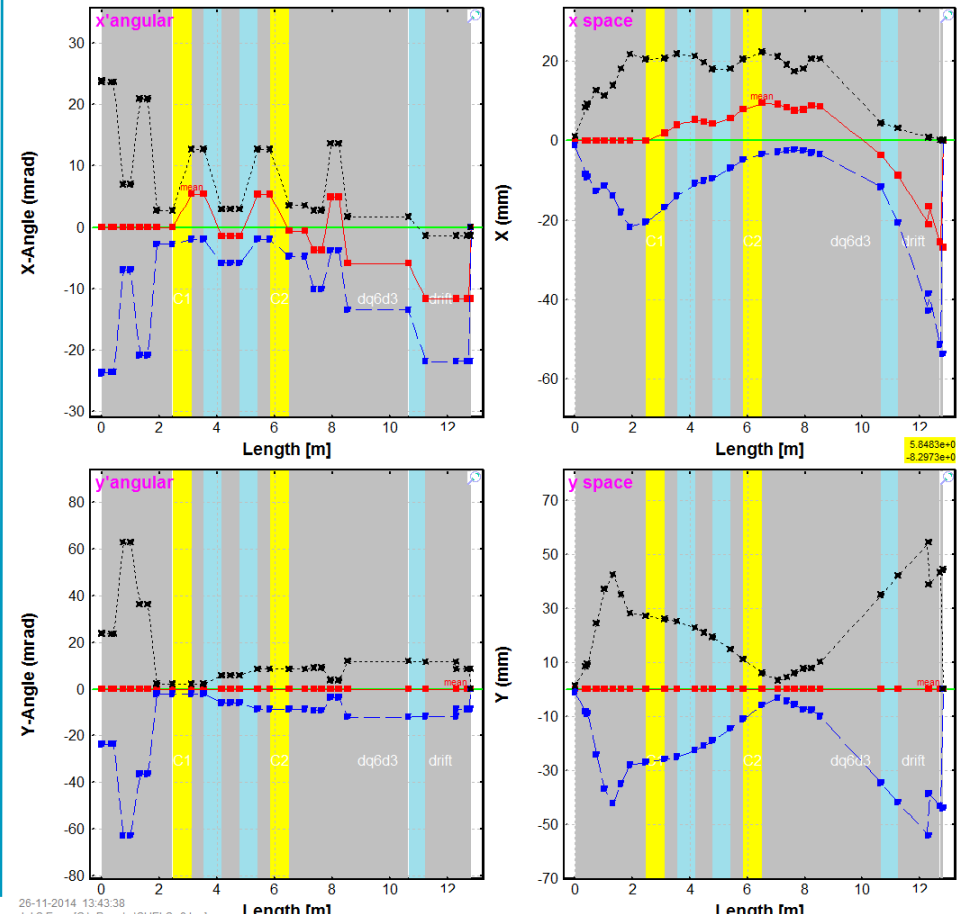 x'angular
30
20
10
0
-10
-20
-30
X-Angle (mrad)
mean
C1
C2
dq6d3
drift
0 2 4 6 8 10 12
Length [m]
x space
20
0
-20
-40
-60
X (mm)
mean
C1
C2
dq6d3
drift
0 2 4 6 8 10 12
Length [m]
5.8483e+0
-8.2973e+0
y'angular
80
60
40
20
0
-20
-40
-60
-80
Y-Angle (mrad)
mean
C1
C2
dq6d3
drift
0 2 4 6 8 10 12
Length [m]
y space
70
50
30
10
-10
-30
-50
-70
Y (mm)
mean
C1
C2
dq6d3
drift
0 2 4 6 8 10 12
Length [m]
26-11-2014 13:43:38